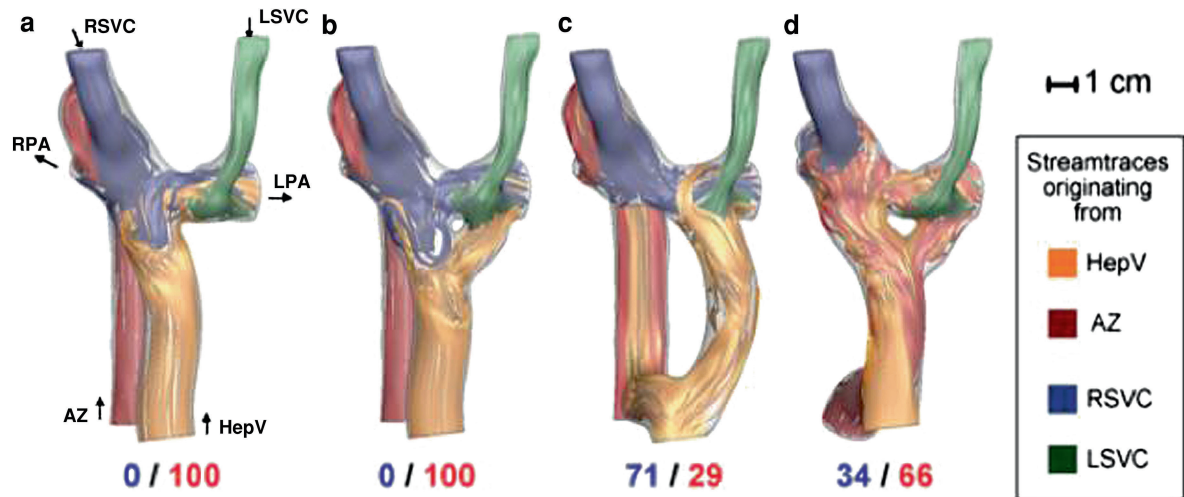 a
RSVC
LSVC
RPA
LPA
AZ
HepV
0 / 100
b
0 / 100
c
71 / 29
d
34 / 66
1 cm
Streamtraces
originating
from
HepV
AZ
RSVC
LSVC